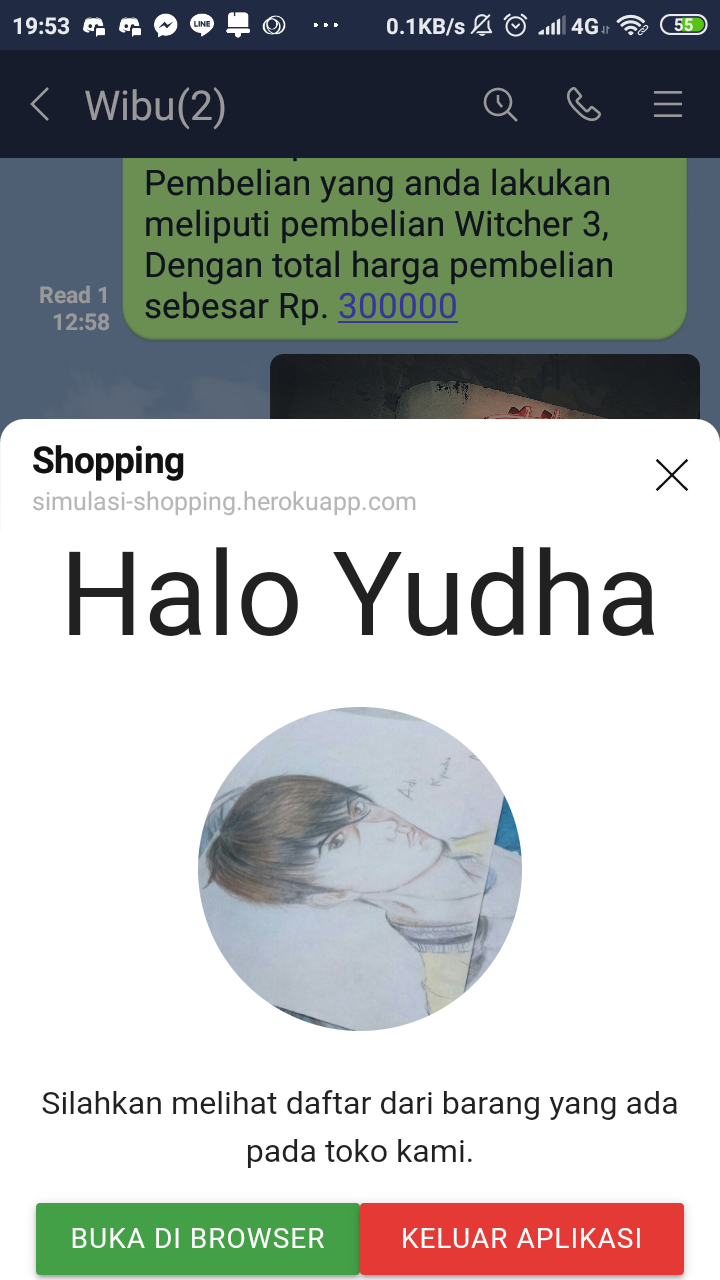 19:53
LINE
0.1KB/s
4G
55
Wibu(2)
Pembelian yang anda lakukan
meliputi pembelian Witcher 3,
Dengan total harga pembelian
sebesar Rp. 300000
Read 1
12:58
Shopping
simulasi-shopping.herokuapp.com
Halo Yudha
Silahkan melihat daftar dari barang yang ada
pada toko kami.
BUKA DI BROWSER
KELUAR APLIKASI